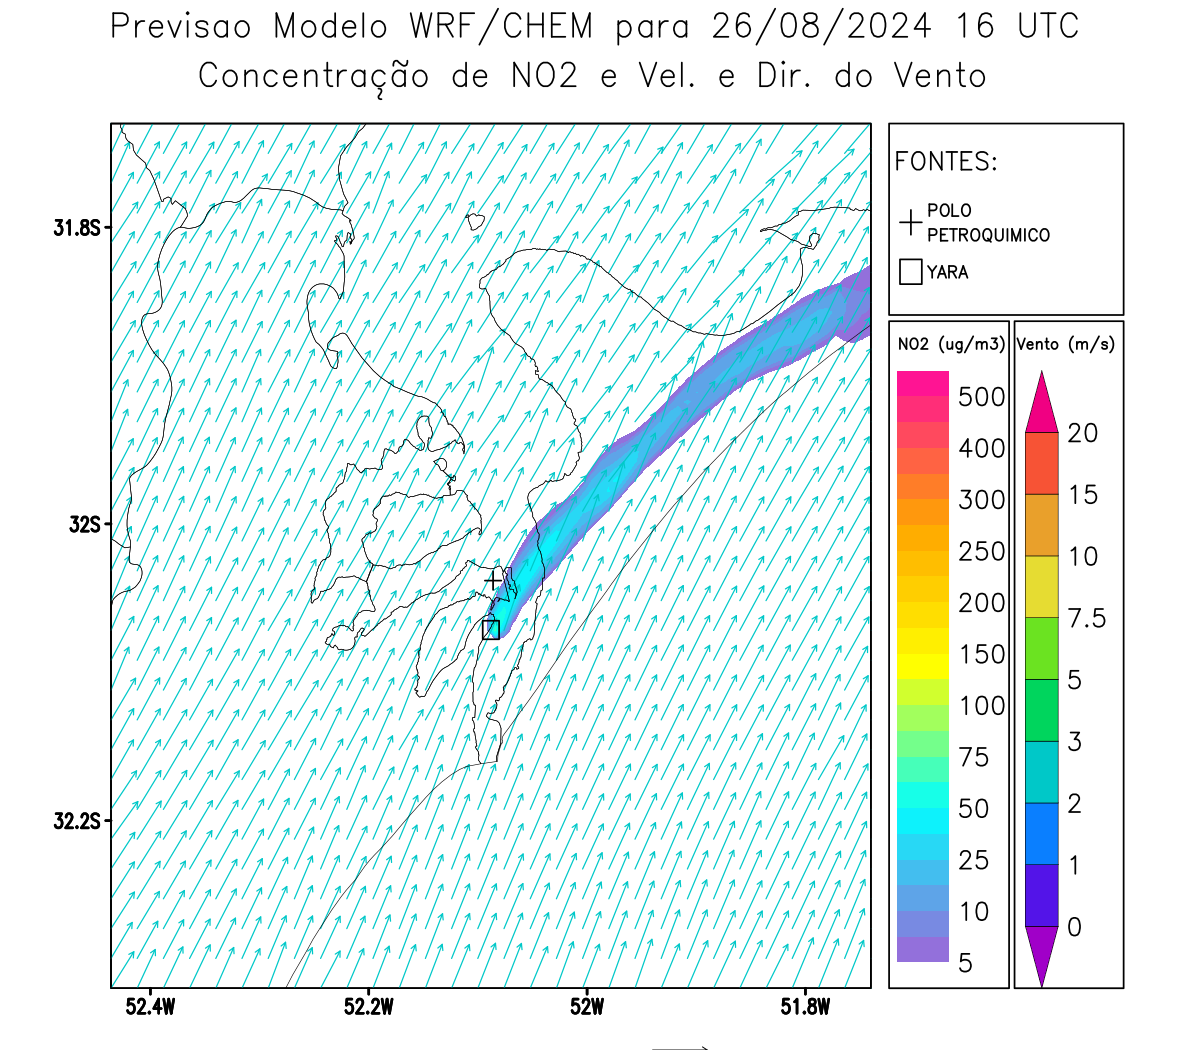 Previsao Modelo WRF/CHEM para 26/08/2024 16 UTC
Concentração de NO2 e Vel. e Dir. do Vento
FONTES:
POLO
PETROQUIMICO
YARA
31.8S
32S
32.2S
52.4W
52.2W
52W
51.8W
NO2 (ug/m3)
500
400
300
250
200
150
100
75
50
25
10
5
Vento (m/s)
20
15
10
7.5
5
3
2
1
0